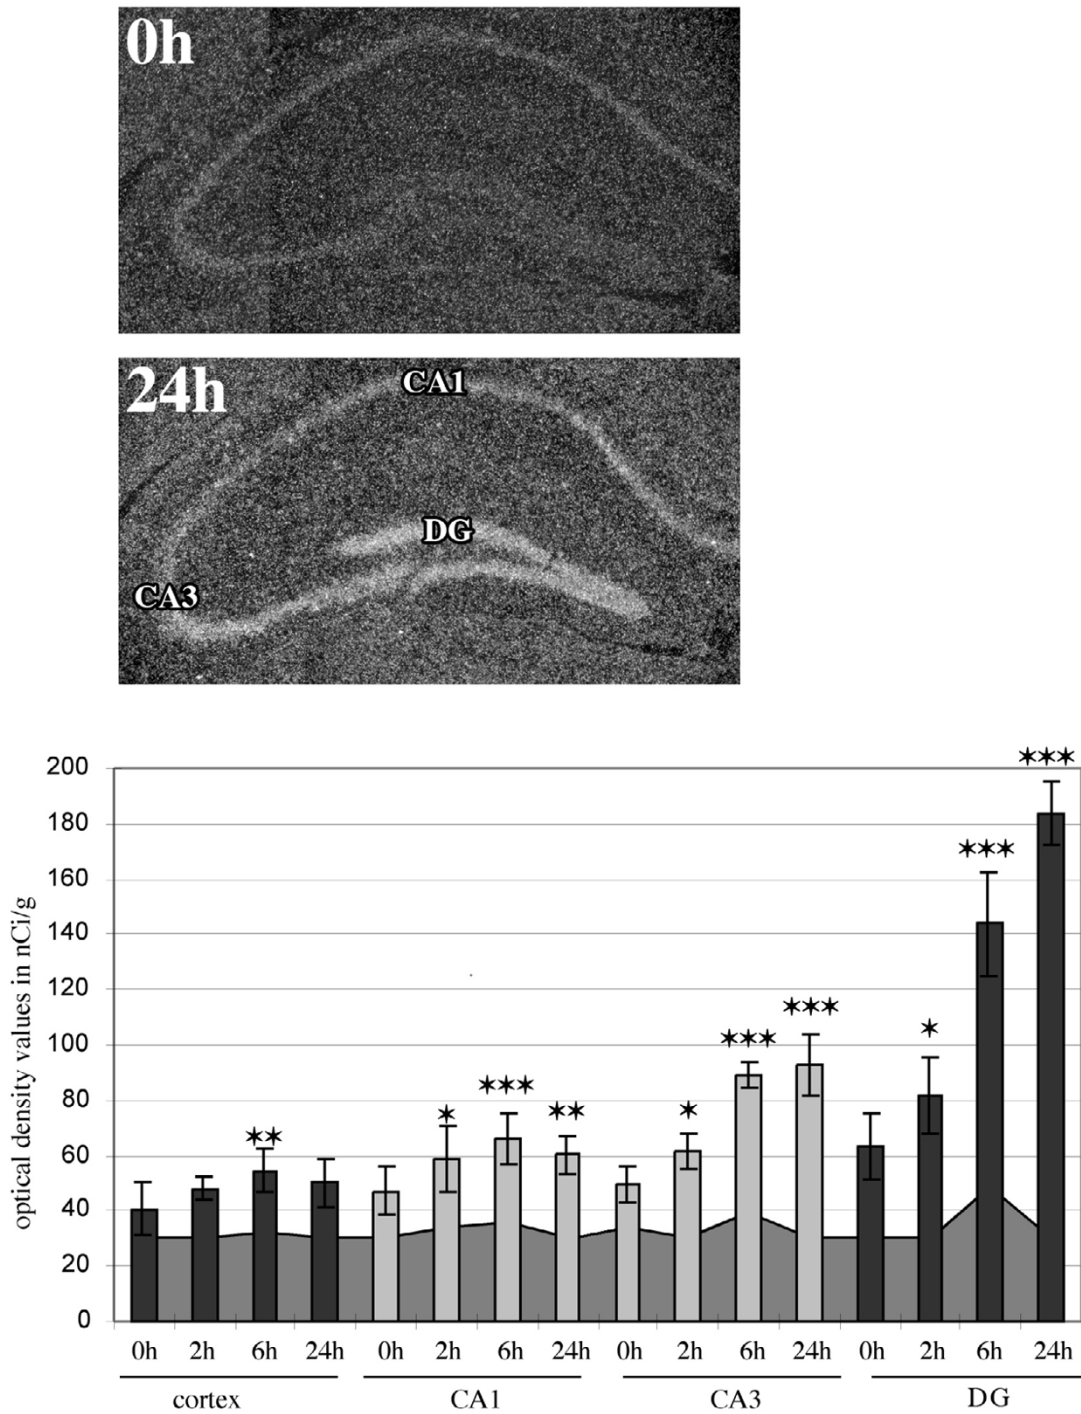 0h
24h
CA1
DG
CA3
optical density values in nCi/g
200
180
160
140
120
100
80
60
40
20
0
✶✶ ✶ ✶✶✶ ✶✶ ✶ ✶✶✶ ✶✶✶ ✶ ✶✶✶ ✶✶✶
0h 2h 6h 24h 0h 2h 6h 24h 0h 2h 6h 24h 0h 2h 6h 24h
cortex CA1 CA3 DG